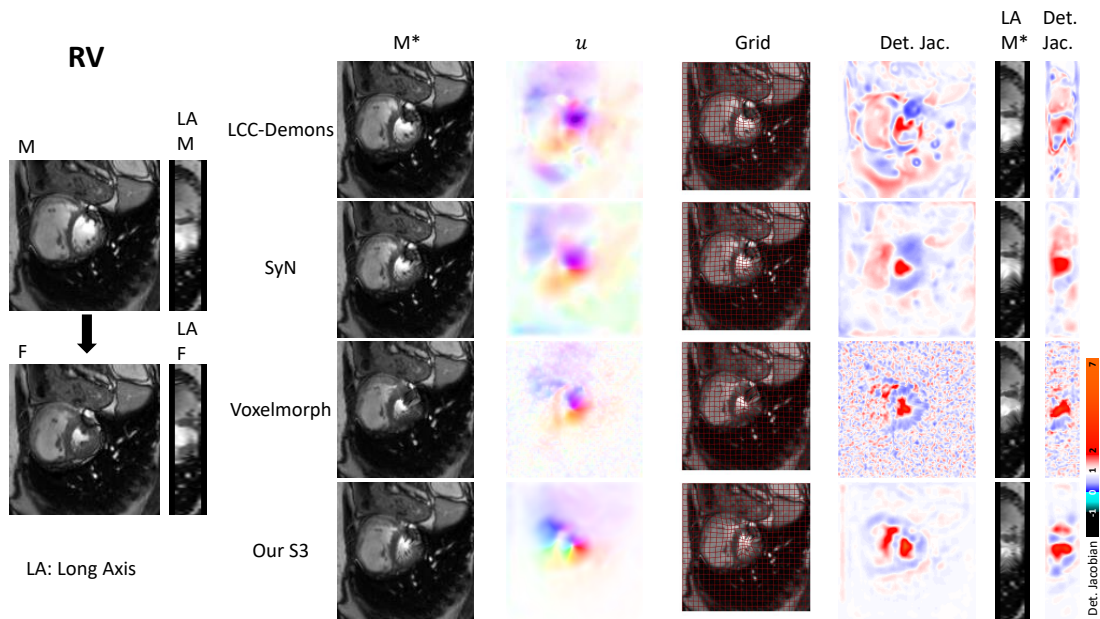 RV
M
LA
M
F
LA
F
LA: Long Axis
M*
u
Grid
Det. Jac.
LA
M*
Det.
Jac.
LCC-Demons
SyN
Voxelmorph
Our S3
Det. Jacobian
-1 0 1 2 7